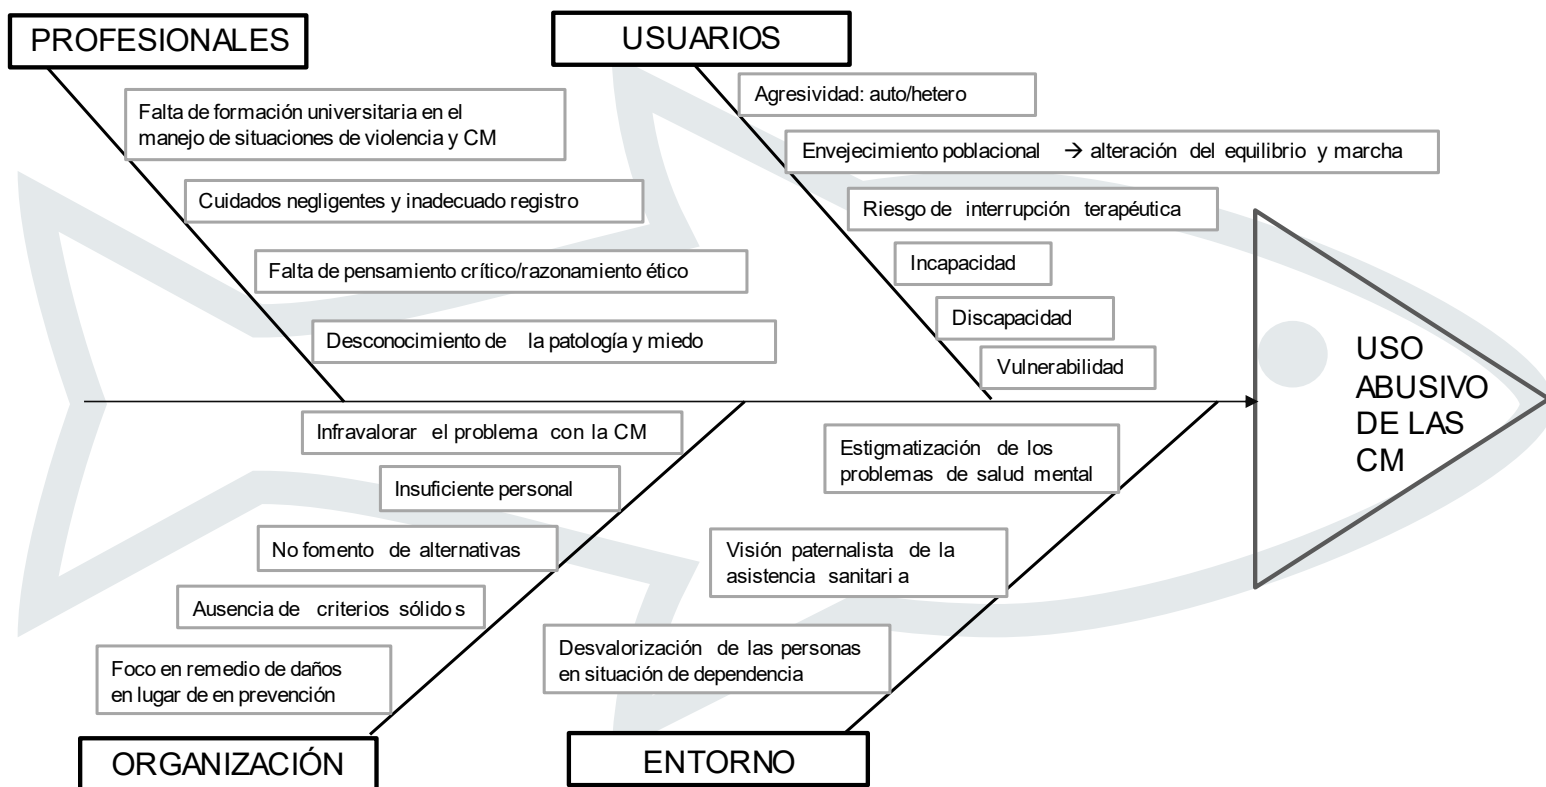 PROFESIONALES
Falta de formación universitaria en el
manejo de situaciones de violencia y CM
Cuidados negligentes y inadecuado registro
Falta de pensamiento crítico/razonamiento ético
Desconocimiento de la patología y miedo
USUARIOS
Agresividad: auto/hetero
Envejecimiento poblacional → alteración del equilibrio y marcha
Riesgo de interrupción terapéutica
Incapacidad
Discapacidad
Vulnerabilidad
USO
ABUSIVO
DE LAS
CM
Infravalorar el problema con la CM
Insuficiente personal
No fomento de alternativas
Ausencia de criterios sólidos
Foco en remedio de daños
en lugar de en prevención
ORGANIZACIÓN
Estigmatización de los
problemas de salud mental
Visión paternalista de la
asistencia sanitaria
Desvalorización de las personas
en situación de dependencia
ENTORNO